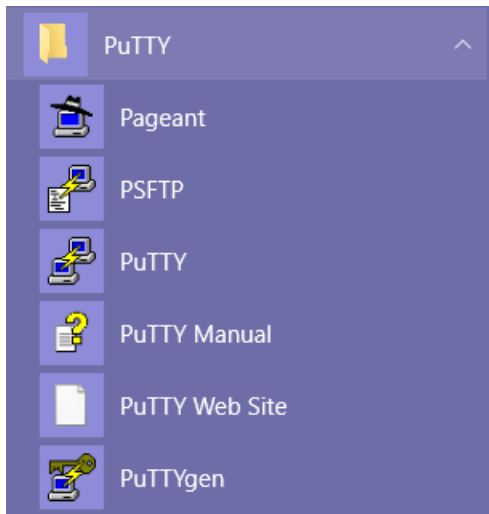 PuTTY
Pageant
PSFTP
PuTTY
PuTTY Manual
PuTTY Web Site
PuTTYgen